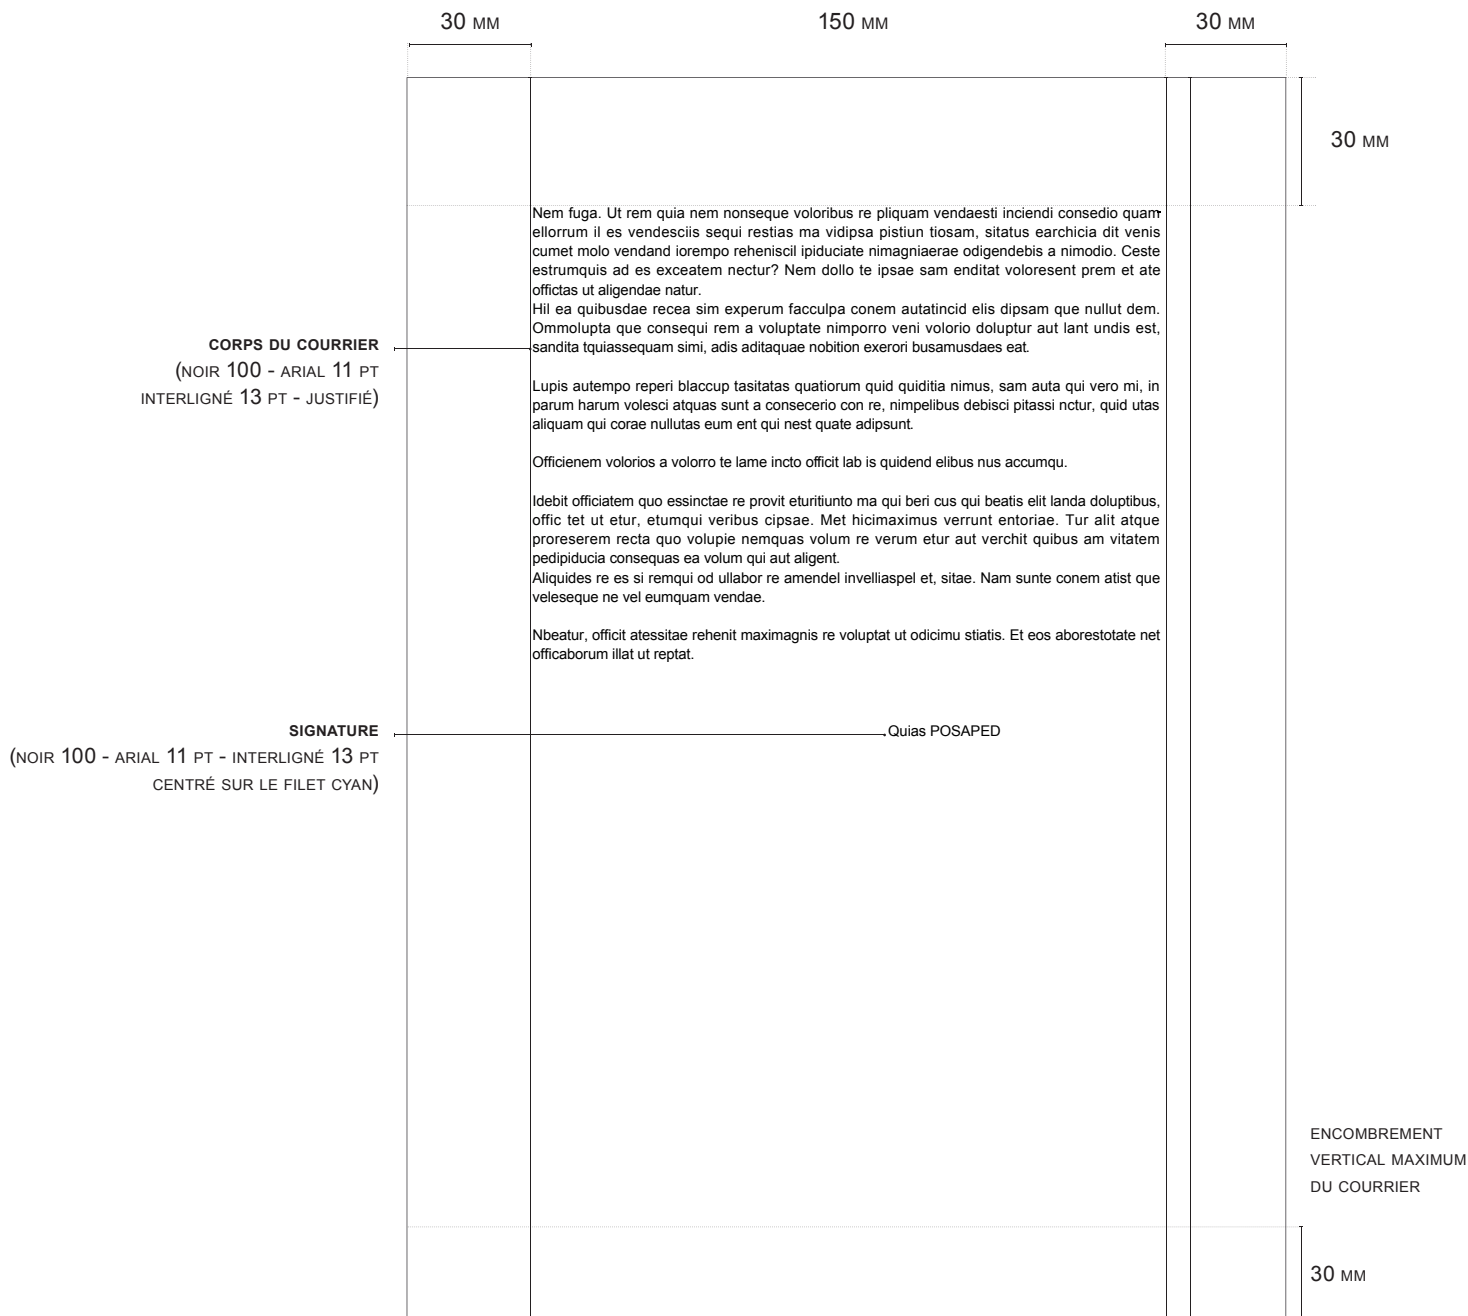 30 MM
150 MM
30 MM
30 MM
Nem fuga. Ut rem quia nem nonseque voloribus re pliquam vendaesti inciendi consedio quam
ellorrum il es vendesciis sequi restias ma vidipsa pistiun tiosam, sitatus earchicia dit venis
cumet molo vendand iorempo reheniscil ipiduciate nimagniaerae odigendebis a nimodio. Ceste
estrumquis ad es exceatem nectur? Nem dollo te ipsae sam enditat voloresent prem et ate
offictas ut aligendae natur.
Hil ea quibusdae recea sim experum facculpa conem autatincid elis dipsam que nullut dem.
Ommolupta que consequi rem a voluptate nimporro veni volorio doluptur aut lant undis est,
sandita tquiassequam simi, adis aditaquae nobition exerori busamusdaes eat.
CORPS DU COURRIER
(NOIR 100 - ARIAL 11 PT
INTERLIGNÉ 13 PT - JUSTIFIÉ)
Lupis autempo reperi blaccup tasitatas quatiorum quid quiditia nimus, sam auta qui vero mi, in
parum harum volesci atquas sunt a consecerio con re, nimpelibus debisci pitassi nctur, quid utas
aliquam qui corae nullutas eum ent qui nest quate adipsunt.
Officienem volorios a volorro te lame incto officit lab is quidend elibus nus accumqu.
Idebit officiatem quo essinctae re provit eturitiunto ma qui beri cus qui beatis elit landa doluptibus,
offic tet ut etur, etumqui veribus cipsae. Met hicimaximus verrunt entoriae. Tur alit atque
proreserem recta quo volupie nemquas volum re verum etur aut verchit quibus am vitatem
pedipiducia consequas ea volum qui aut aligent.
Aliquides re es si remqui od ullabor re amendel invelliaspel et, sitae. Nam sunte conem atist que
veleseque ne vel eumquam vendae.
Nbeatur, officit atessitae rehenit maximagnis re voluptat ut odicimu stiatis. Et eos aborestotate net
officaborum illat ut reptat.
SIGNATURE
(NOIR 100 - ARIAL 11 PT - INTERLIGNÉ 13 PT
CENTRÉ SUR LE FILET CYAN)
Quias POSAPED
ENCOMBREMENT
VERTICAL MAXIMUM
DU COURRIER
30 MM